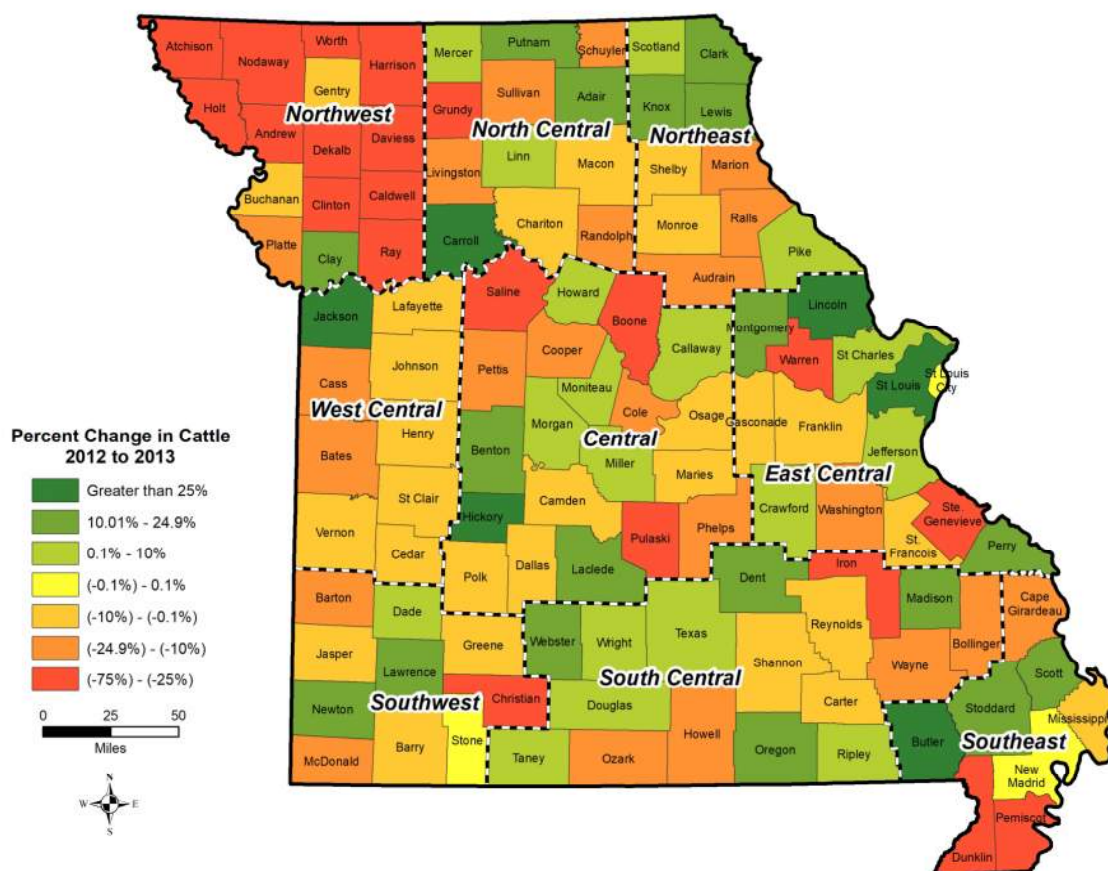 Atchison
Nodaway
Worth
Harrison
Mercer
Putnam
Schuyler
Scotland
Clark
Gentry
Holt
Northwest
Grundy
Sullivan
Adair
Knox
Lewis
Andrew
Dekalb
Daviess
North Central
Northeast
Linn
Macon
Shelby
Marion
Livingston
Buchanan
Clinton
Caldwell
Chariton
Randolph
Monroe
Ralls
Platte
Clay
Ray
Carroll
Audrain
Pike
Jackson
Lafayette
Saline
Howard
Boone
Callaway
Montgomery
Lincoln
Warren
St Charles
St Louis
St Louis
City
Cass
Johnson
Pettis
Cooper
Moniteau
Cole
Osage
Gasconade
Franklin
Jefferson
West Central
Henry
Morgan
Central
Benton
Miller
Maries
East Central
Bates
St Clair
Camden
Crawford
Washington
Ste.
Genevieve
Vernon
Hickory
Pulaski
Phelps
St.
Francois
Perry
Cedar
Polk
Dallas
Laclede
Dent
Iron
Madison
Barton
Dade
Reynolds
Bollinger
Cape
Girardeau
Jasper
Greene
Webster
Wright
Texas
Shannon
Wayne
Scott
Lawrence
South Central
Newton
Southwest
Christian
Douglas
Carter
Stoddard
Mississippi
McDonald
Barry
Stone
Taney
Ozark
Howell
Oregon
Ripley
Butler
Southeast
New
Madrid
Pemiscot
Dunklin
Percent Change in Cattle
2012 to 2013
Greater than 25%
10.01% - 24.9%
0.1% - 10%
(-0.1%) - 0.1%
(-10%) - (-0.1%)
(-24.9%) - (-10%)
(-75%) - (-25%)
0 25 50
Miles
N
W E
S